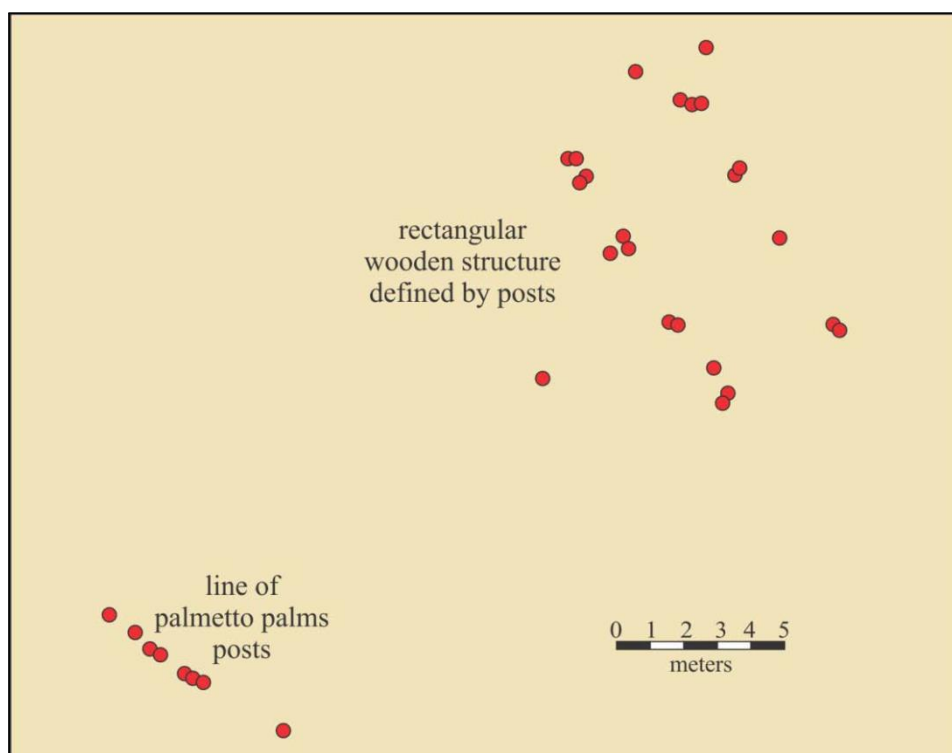 rectangular
wooden structure
defined by posts
line of
palmetto palms
posts
0 1 2 3 4 5
meters